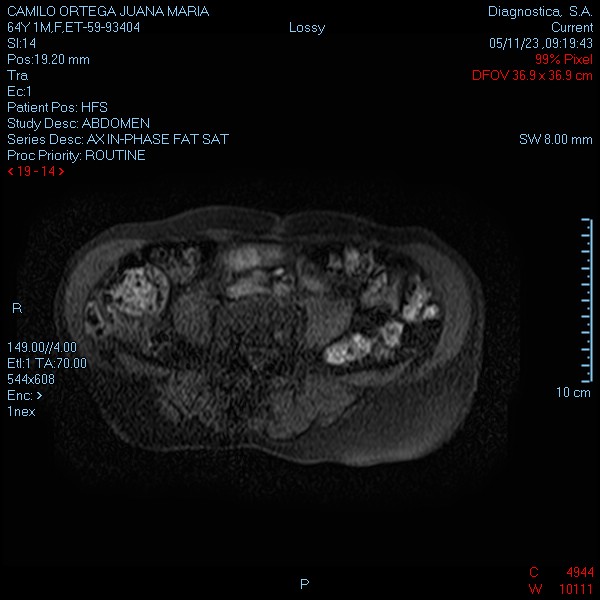 CAMILO ORTEGA JUANA MARIA
64Y 1M,F,ET-59-93404
Sl:14
Pos:19.20 mm
Tra
Ec:1
Patient Pos: HFS
Study Desc: ABDOMEN
Series Desc: AX IN-PHASE FAT SAT
Proc Priority: ROUTINE
< 19 - 14 >
Lossy
Diagnostica, S.A.
Current
05/11/23 ,09:19:43
99% Pixel
DFOV 36.9 x 36.9 cm
SW 8.00 mm
R
149.00//4.00
Etl:1 TA:70.00
544x608
Enc: >
1nex
10 cm
P
C 4944
W 10111